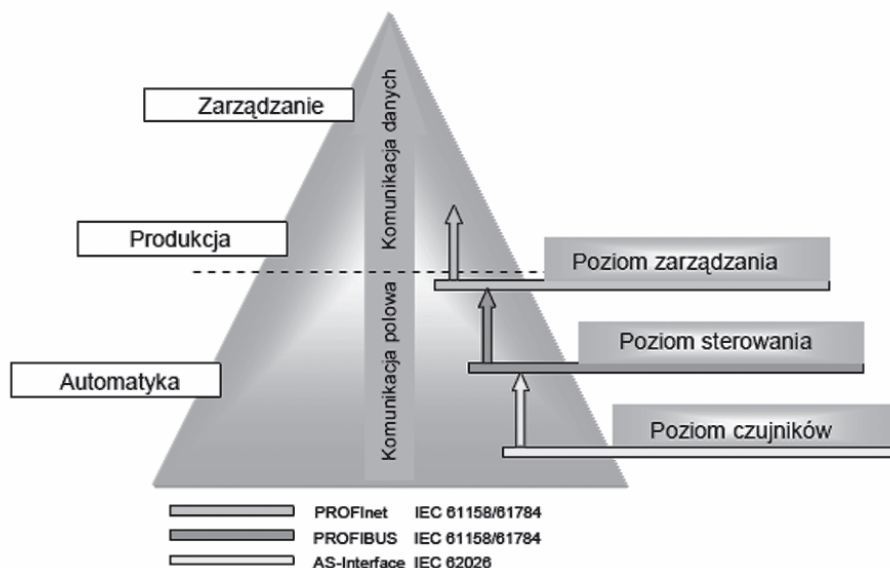 Zarządzanie
Komunikacja danych
Produkcja
Poziom zarządzania
Komunikacja polowa
Poziom sterowania
Automatyka
Poziom czujników
PROFInet IEC 61158/61784
PROFIBUS IEC 61158/61784
AS-Interface IEC 62026